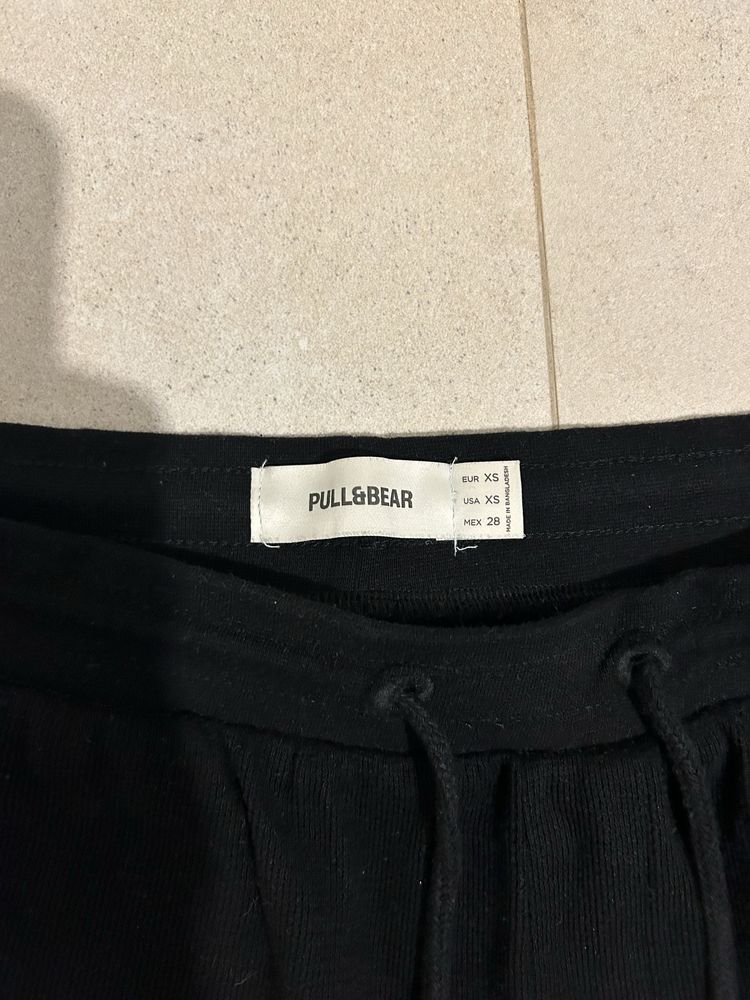 PULL&BEAR
EUR XS
USA XS
MEX 28
MADE IN BANGLADESH